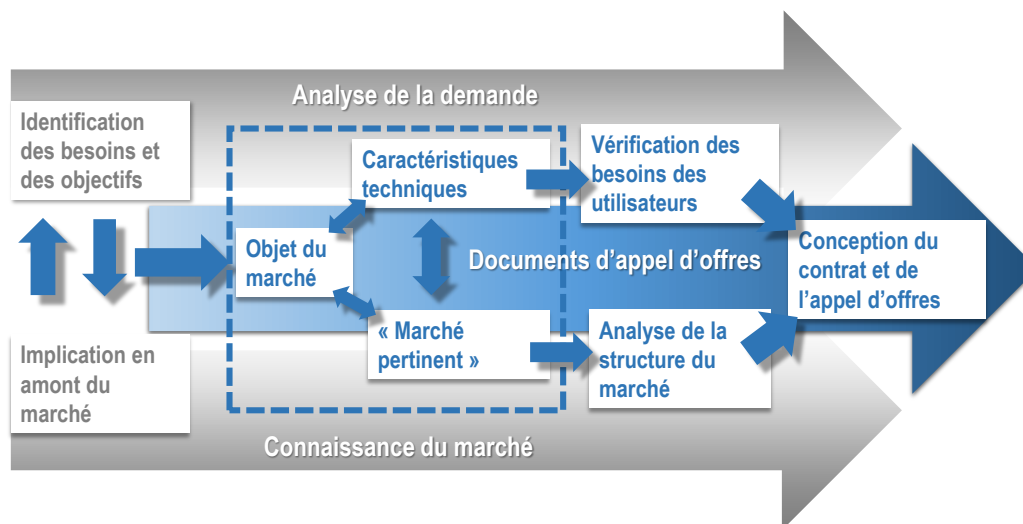 Analyse de la demande
Identification
des besoins et
des objectifs
Caractéristiques
techniques
Vérification des
besoins des
utilisateurs
Objet du
marché
Documents d’appel d’offres
Conception du
contrat et de
l’appel d’offres
« Marché
pertinent »
Analyse de la
structure du
marché
Implication en
amont du
marché
Connaissance du marché